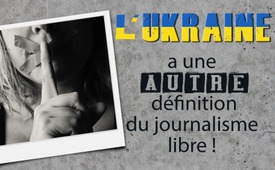 L'UKRAINE
a une
AUTRE
définition
du journalisme
libre !